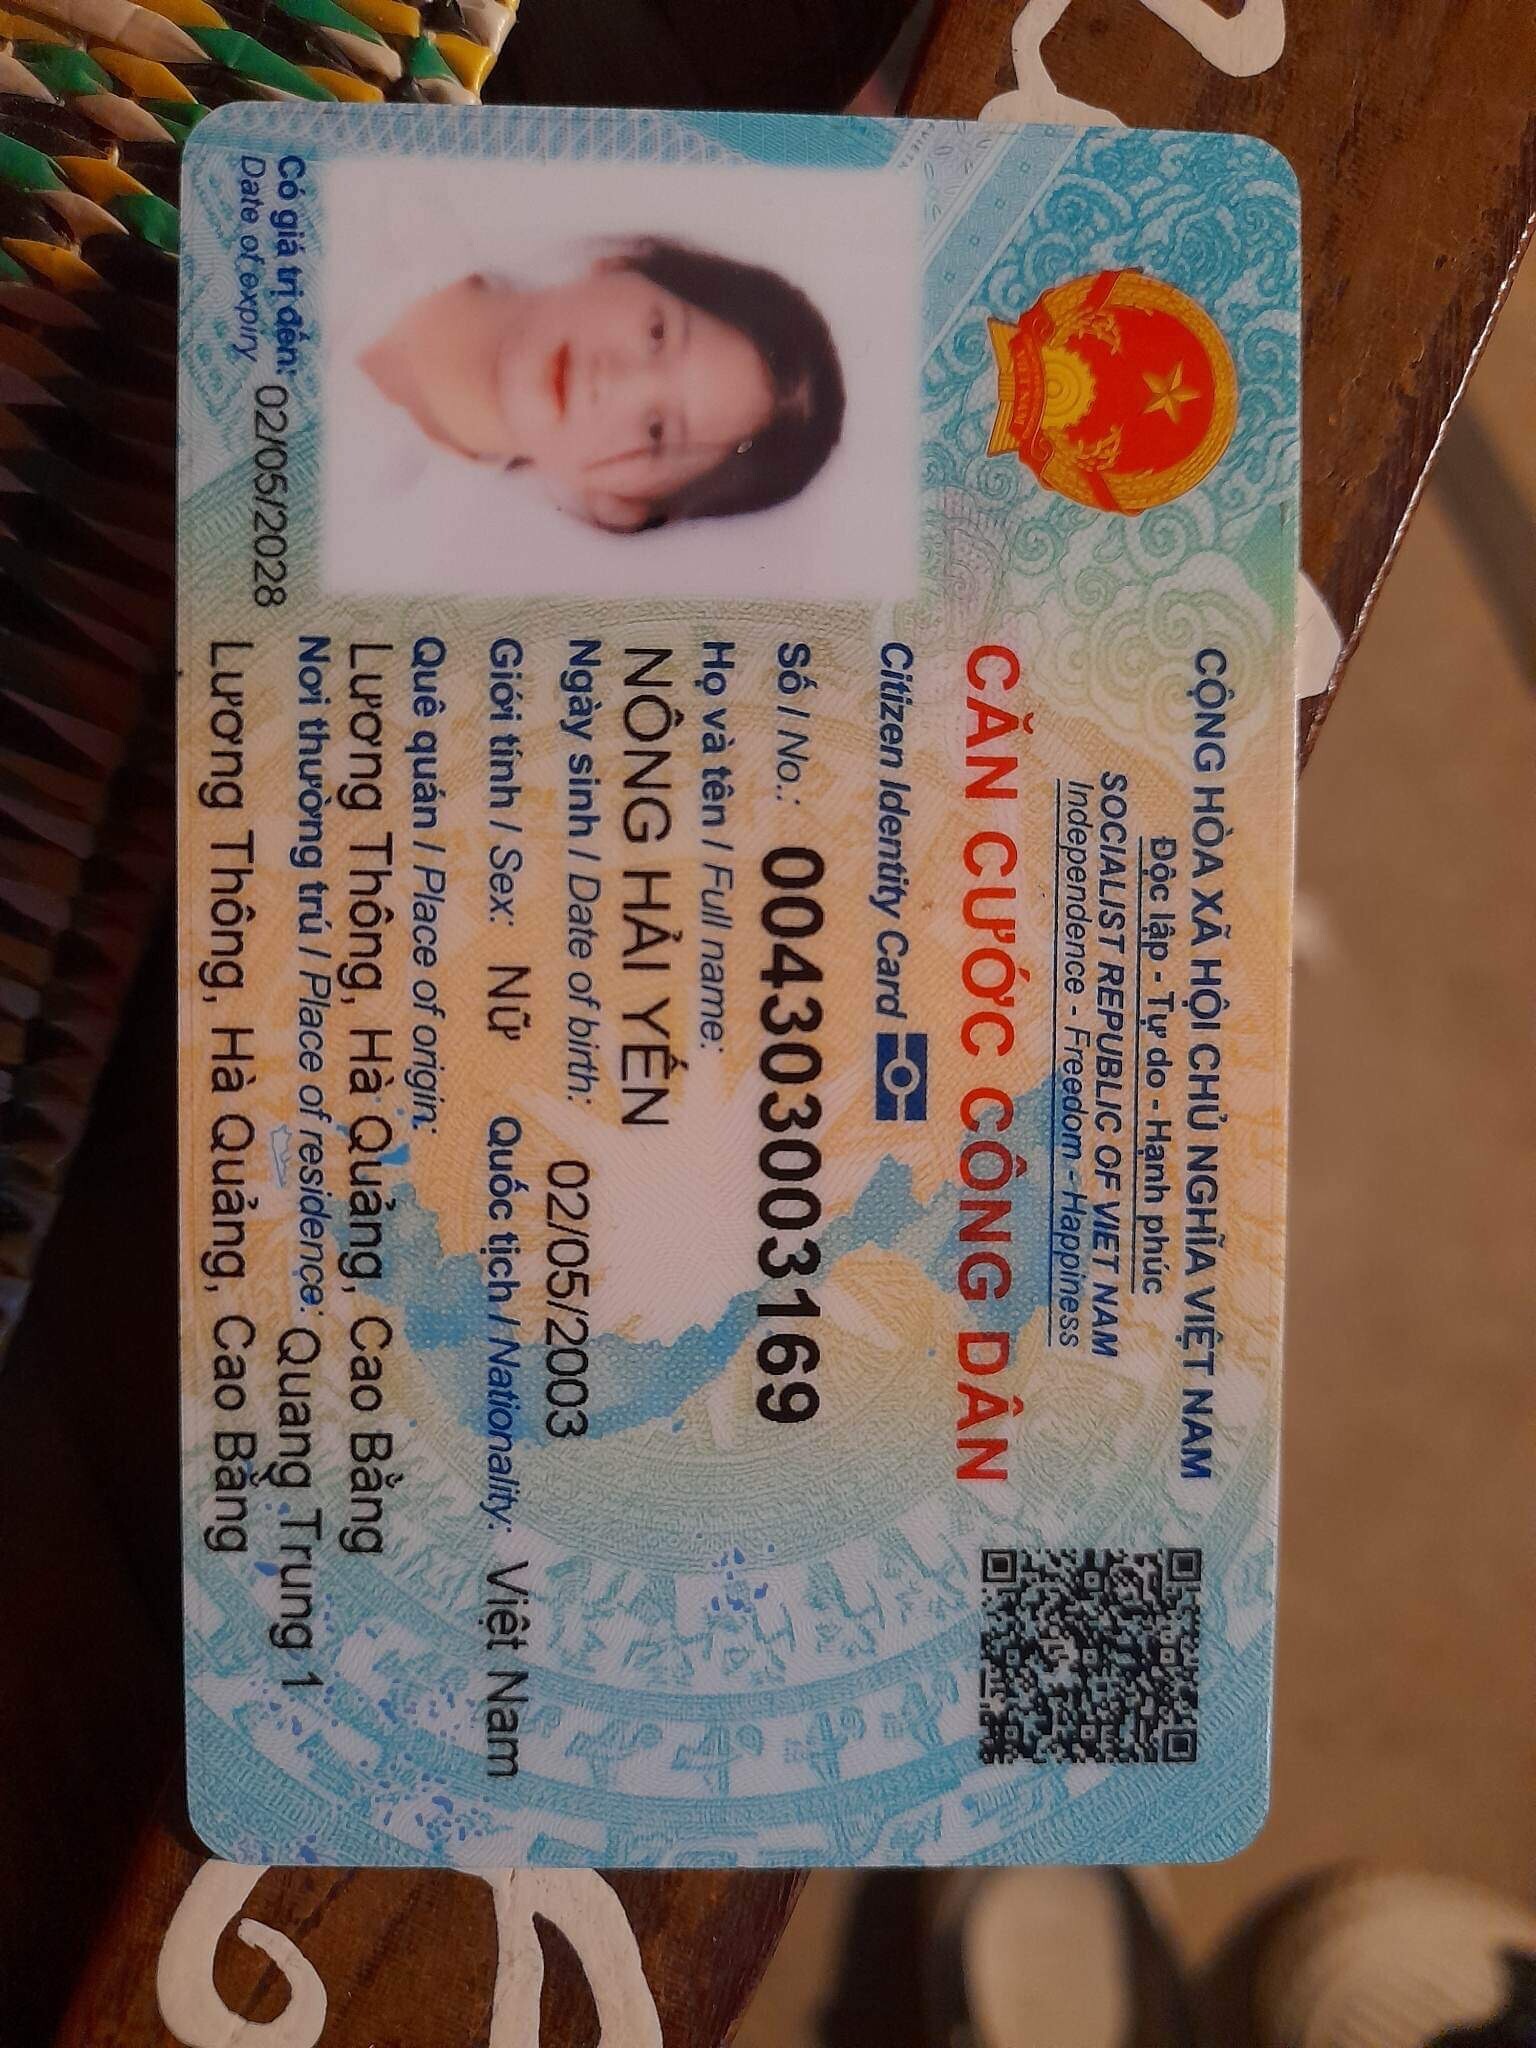 CỘNG HÒA XÃ HỘI CHỦ NGHĨA VIỆT NAM
Độc lập - Tự do - Hạnh phúc
SOCIALIST REPUBLIC OF VIET NAM
Independence - Freedom - Happiness
CĂN CƯỚC CÔNG DÂN
Citizen Identity Card
Số / No.: 004303003169
Họ và tên / Full name:
NÔNG HẢI YẾN
Ngày sinh / Date of birth: 02/05/2003
Giới tính / Sex: Nữ Quốc tịch / Nationality: Việt Nam
Quê quán / Place of origin:
Lương Thông, Hà Quảng, Cao Bằng
Nơi thường trú / Place of residence: Quang Trung 1
Lương Thông, Hà Quảng, Cao Bằng
Có giá trị đến: 02/05/2028
Date of expiry